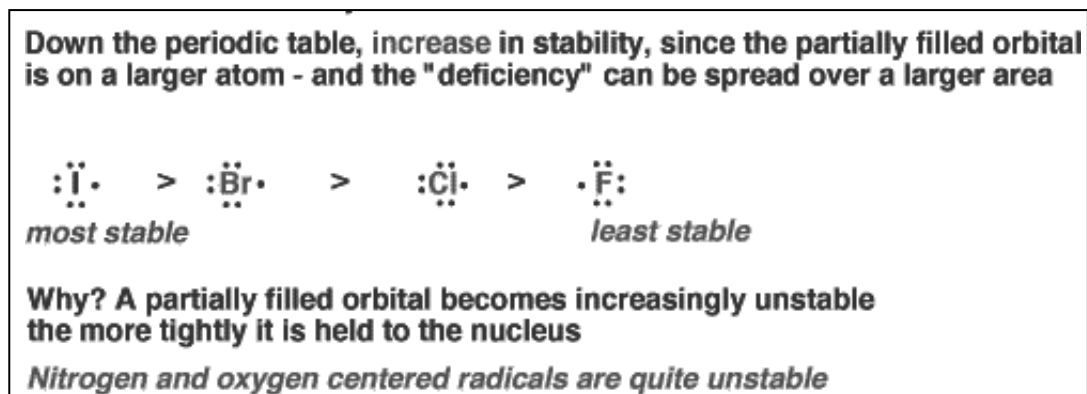 Down the periodic table, increase in stability, since the partially filled orbital
is on a larger atom - and the "deficiency" can be spread over a larger area
:I· > :Br· > :Cl· > ·F:
most stable least stable
Why? A partially filled orbital becomes increasingly unstable
the more tightly it is held to the nucleus
Nitrogen and oxygen centered radicals are quite unstable